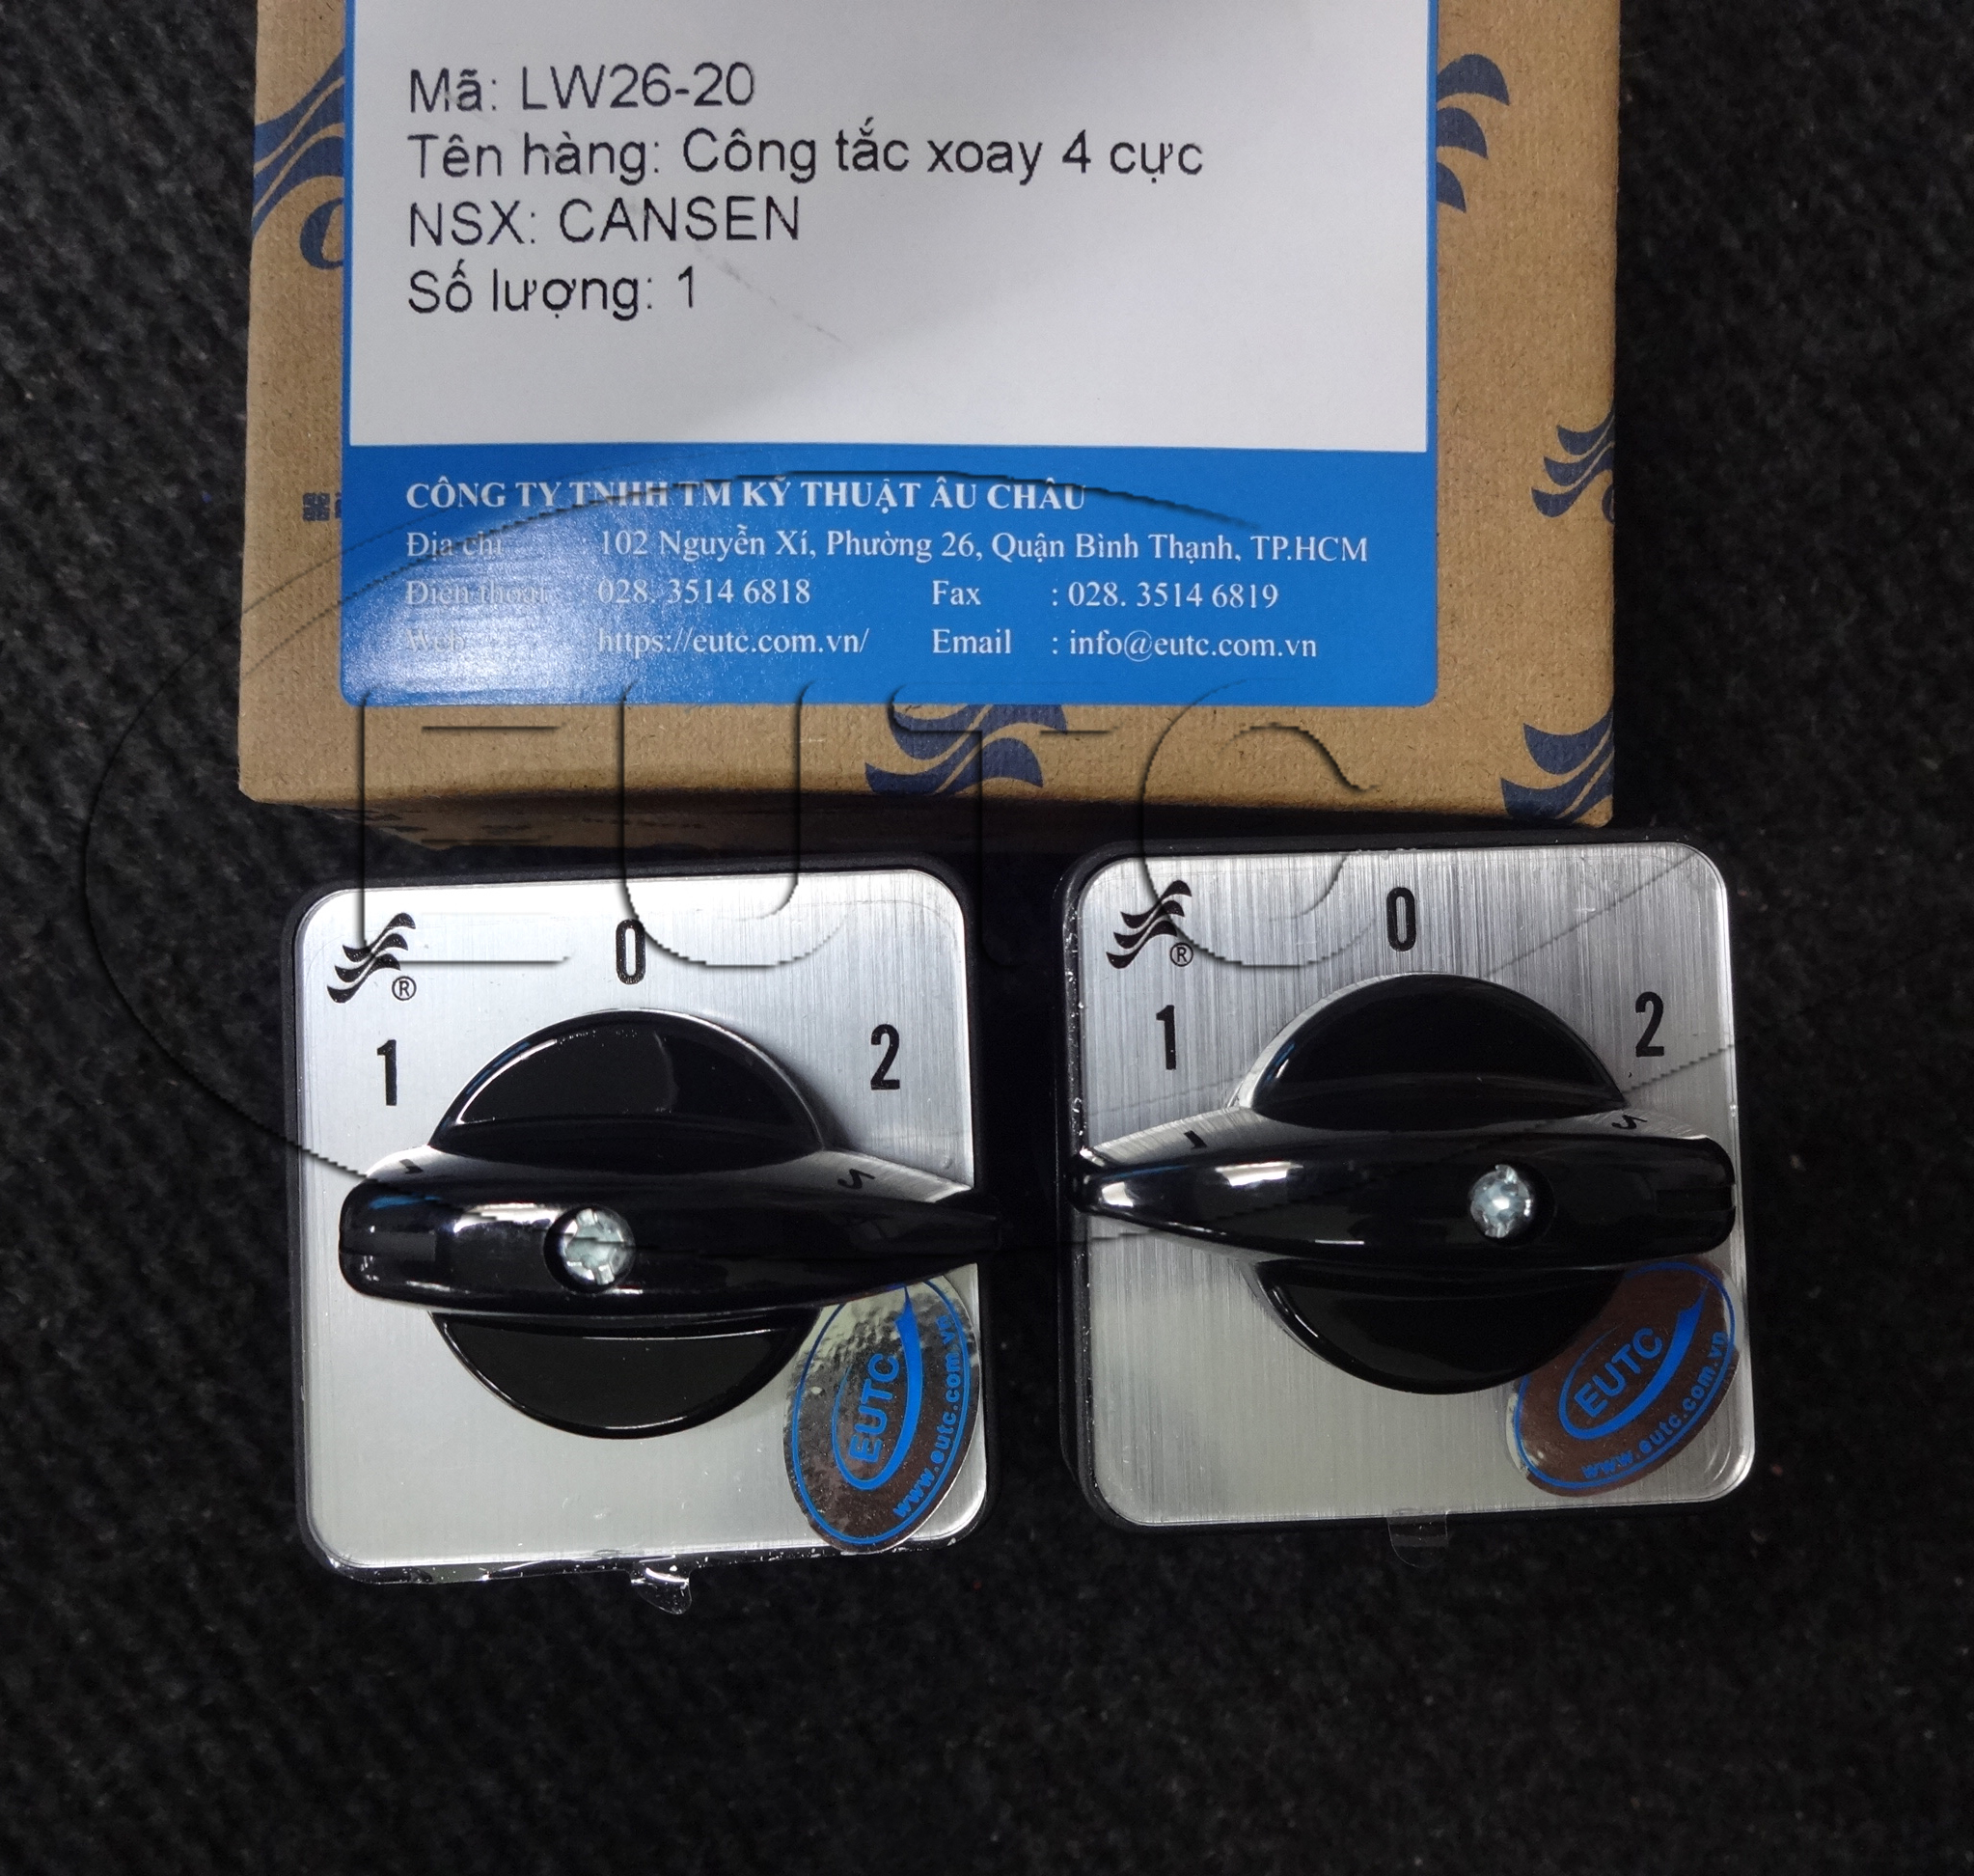 Mã: LW26-20
Tên hàng: Công tắc xoay 4 cực
NSX: CANSEN
Số lượng: 1
CÔNG TY TNHH TM KỸ THUẬT ÂU CHÂU
Địa chỉ : 102 Nguyễn Xí, Phường 26, Quận Bình Thạnh, TP.HCM
Điện thoại : 028. 3514 6818 Fax : 028. 3514 6819
Web : https://eutc.com.vn/ Email : info@eutc.com.vn
EUTC
®
0
1
2
EUTC
www.eutc.com.vn
®
0
1
2
EUTC
www.eutc.com.vn